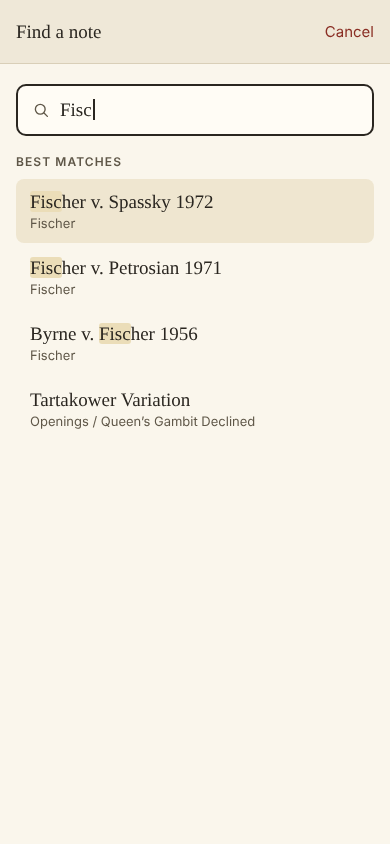 Find a note
Cancel
Fisc
BEST MATCHES
Fischer v. Spassky 1972
Fischer
Fischer v. Petrosian 1971
Fischer
Byrne v. Fischer 1956
Fischer
Tartakower Variation
Openings / Queen’s Gambit Declined